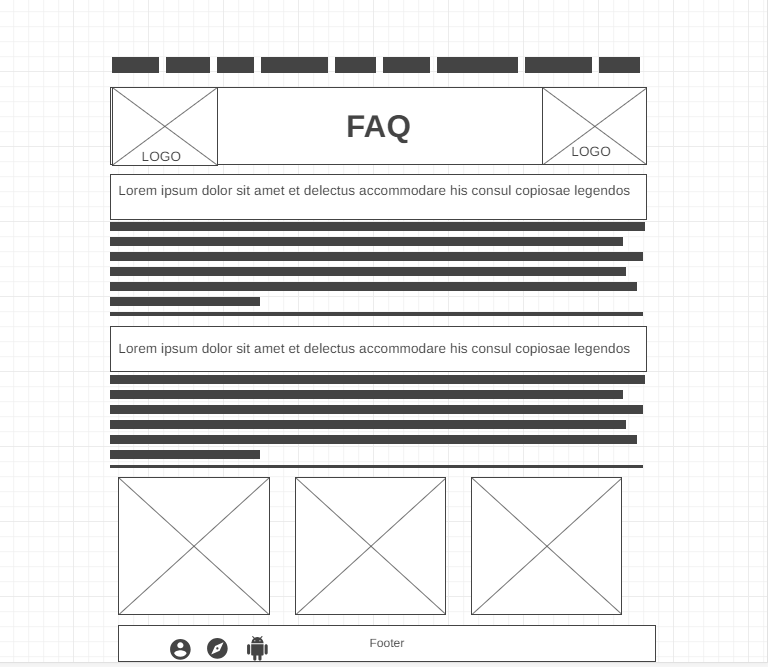 FAQ
LOGO
LOGO
Lorem ipsum dolor sit amet et delectus accommodare his consul copiosae legendos
Lorem ipsum dolor sit amet et delectus accommodare his consul copiosae legendos
Footer